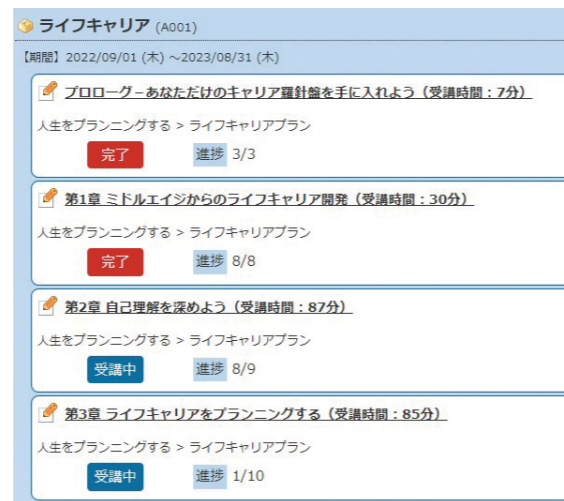 ライフキャリア (A001)
【期間】2022/09/01 (木) ~2023/08/31 (木)
プロローグ－あなただけのキャリア羅針盤を手に入れよう（受講時間：7分）
人生をプランニングする > ライフキャリアプラン
完了 進捗 3/3
第1章 ミドルエイジからのライフキャリア開発（受講時間：30分）
人生をプランニングする > ライフキャリアプラン
完了 進捗 8/8
第2章 自己理解を深めよう（受講時間：87分）
人生をプランニングする > ライフキャリアプラン
受講中 進捗 8/9
第3章 ライフキャリアをプランニングする（受講時間：85分）
人生をプランニングする > ライフキャリアプラン
受講中 進捗 1/10